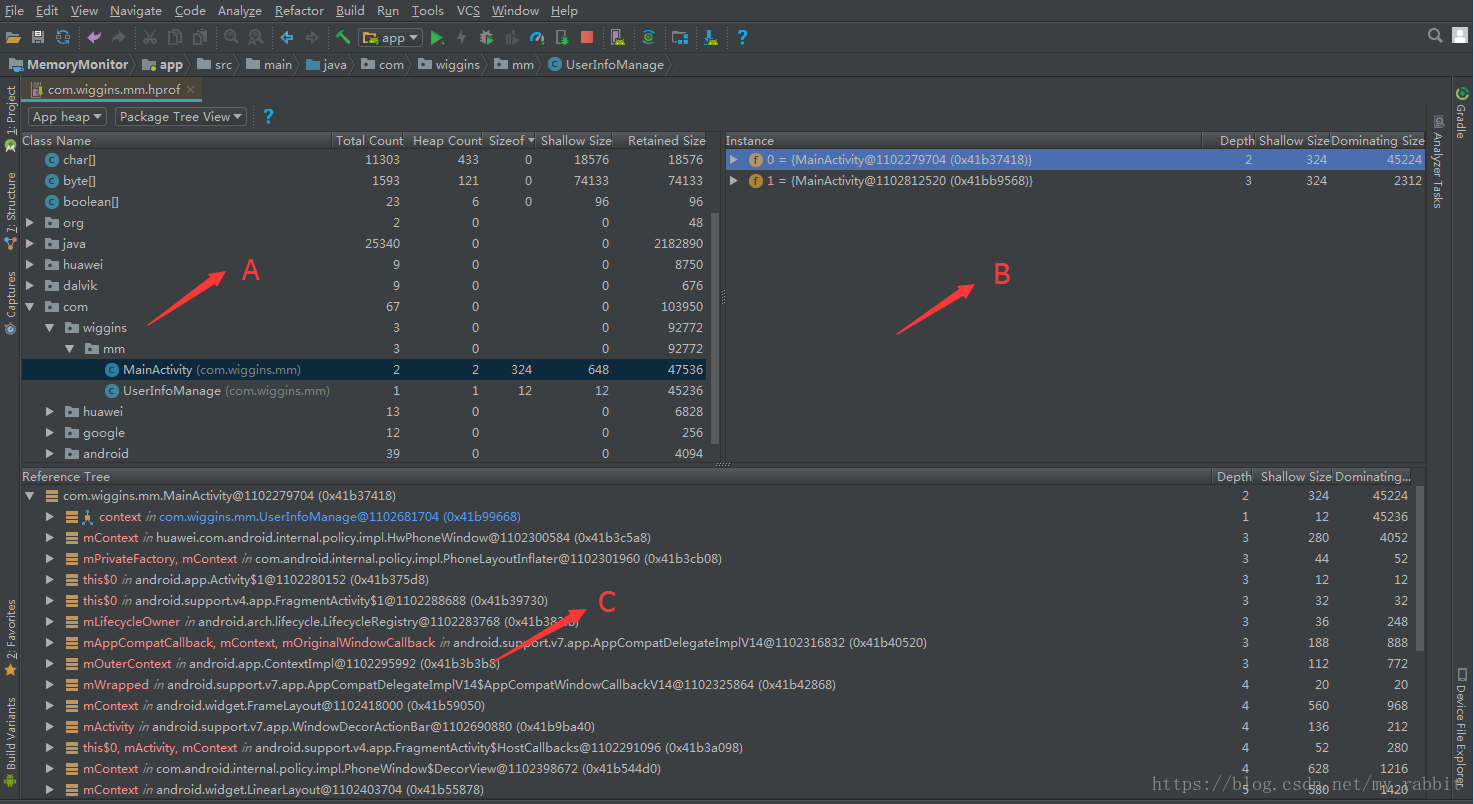 File Edit View Navigate Code Analyze Refactor Build Run Tools VCS Window Help
app
MemoryMonitor app src main java com wiggins mm UserInfoManage
com.wiggins.mm.hprof
App heap Package Tree View ?
Class Name Total Count Heap Count Sizeof Shallow Size Retained Size
char[] 11303 433 0 18576 18576
byte[] 1593 121 0 74133 74133
boolean[] 23 6 0 96 96
org 2 0 0 48
java 25340 0 0 2182890
huawei 9 0 0 8750
dalvik 9 0 0 676
com 67 0 0 103950
wiggins 3 0 0 92772
mm 3 0 0 92772
MainActivity (com.wiggins.mm) 2 2 324 648 47536
UserInfoManage (com.wiggins.mm) 1 1 12 12 45236
huawei 13 0 0 6828
google 12 0 0 256
android 39 0 0 4094
A
Instance Depth Shallow Size Dominating Size
0 = {MainActivity@1102279704 (0x41b37418)} 2 324 45224
1 = {MainActivity@1102812520 (0x41bb9568)} 3 324 2312
B
Reference Tree Depth Shallow Size Dominating...
com.wiggins.mm.MainActivity@1102279704 (0x41b37418) 2 324 45224
context in com.wiggins.mm.UserInfoManage@1102681704 (0x41b99668) 1 12 45236
mContext in huawei.com.android.internal.policy.impl.HwPhoneWindow@1102300584 (0x41b3c5a8) 3 280 4052
mPrivateFactory, mContext in com.android.internal.policy.impl.PhoneLayoutInflater@1102301960 (0x41b3cb08) 3 44 52
this$0 in android.app.Activity$1@1102280152 (0x41b375d8) 3 12 12
this$0 in android.support.v4.app.FragmentActivity$1@1102288688 (0x41b39730) 3 32 32
C
mLifecycleOwner in android.arch.lifecycle.LifecycleRegistry@1102283768 3 36 248
mAppCompatCallback, mContext, mOriginalWindowCallback in android.support.v7.app.AppCompatDelegateImplV14@1102316832 (0x41b40520) 3 188 888
mOuterContext in android.app.ContextImpl@1102295992 (0x41b3b3b8) 3 112 772
mWrapped in android.support.v7.app.AppCompatDelegateImplV14$AppCompatWindowCallbackV14@1102325864 (0x41b42868) 4 20 20
mContext in android.widget.FrameLayout@1102418000 (0x41b59050) 4 560 968
mActivity in android.support.v7.app.WindowDecorActionBar@1102690880 (0x41b9ba40) 4 136 212
this$0, mActivity, mContext in android.support.v4.app.FragmentActivity$HostCallbacks@1102291096 (0x41b3a098) 4 52 280
mContext in com.android.internal.policy.impl.PhoneWindow$DecorView@1102398672 (0x41b544d0) 4 628 1216
mContext in android.widget.LinearLayout@1102403704 (0x41b55878) 5 580 1420
https://blog.csdn.net/my_rabbit
1: Project
7: Structure
Captures
2: Favorites
Build Variants
Gradle
Analyzer Tasks
Device File Explorer